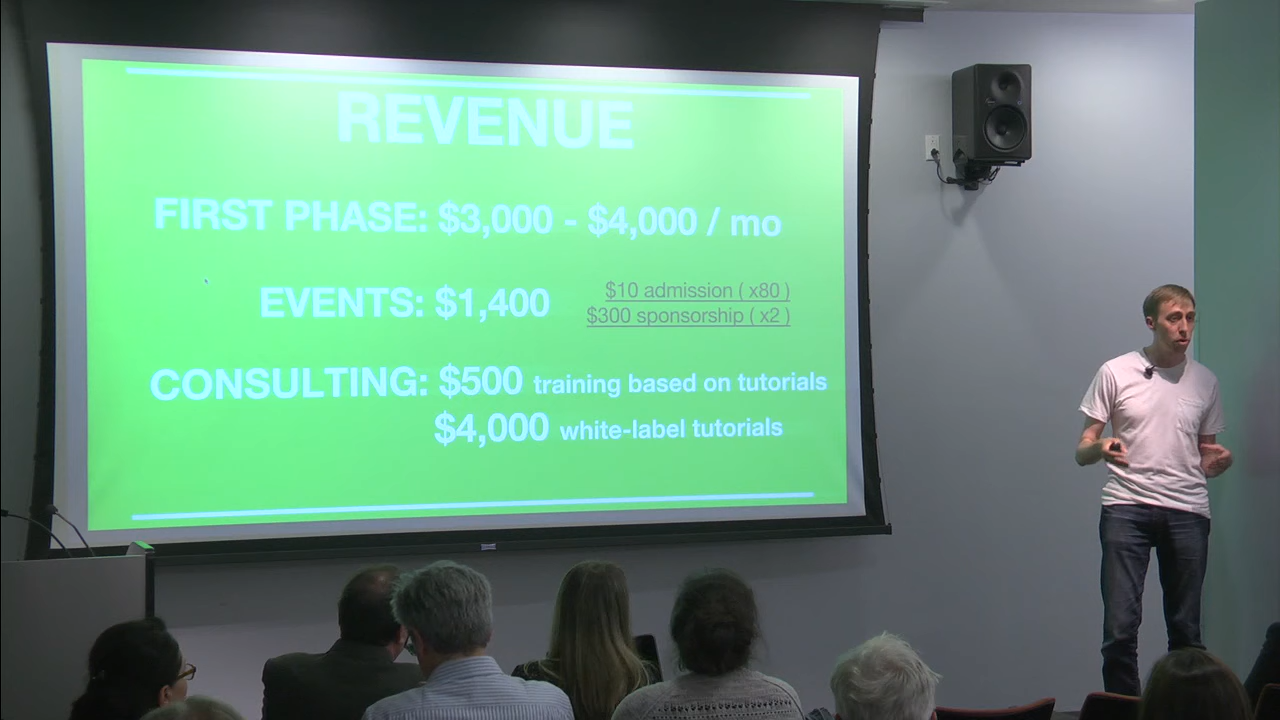 REVENUE
FIRST PHASE: $3,000 - $4,000 / mo
EVENTS: $1,400
$10 admission ( x80 )
$300 sponsorship ( x2 )
CONSULTING: $500 training based on tutorials
$4,000 white-label tutorials